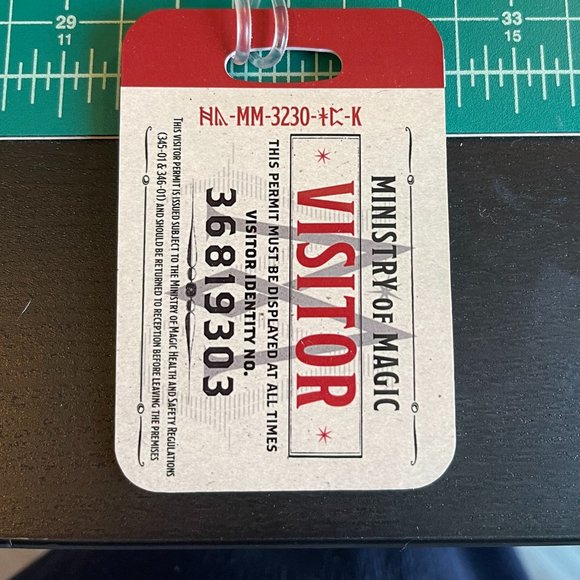 29
11
33
15
ᚻᚣ-MM-3230-ᚾᛈ-K
MINISTRY OF MAGIC
VISITOR
THIS PERMIT MUST BE DISPLAYED AT ALL TIMES
VISITOR IDENTITY NO.
36819303
THIS VISITOR PERMIT IS ISSUED SUBJECT TO THE MINISTRY OF MAGIC HEALTH AND SAFETY REGULATIONS
(345-01 & 346-01) AND SHOULD BE RETURNED TO RECEPTION BEFORE LEAVING THE PREMISES